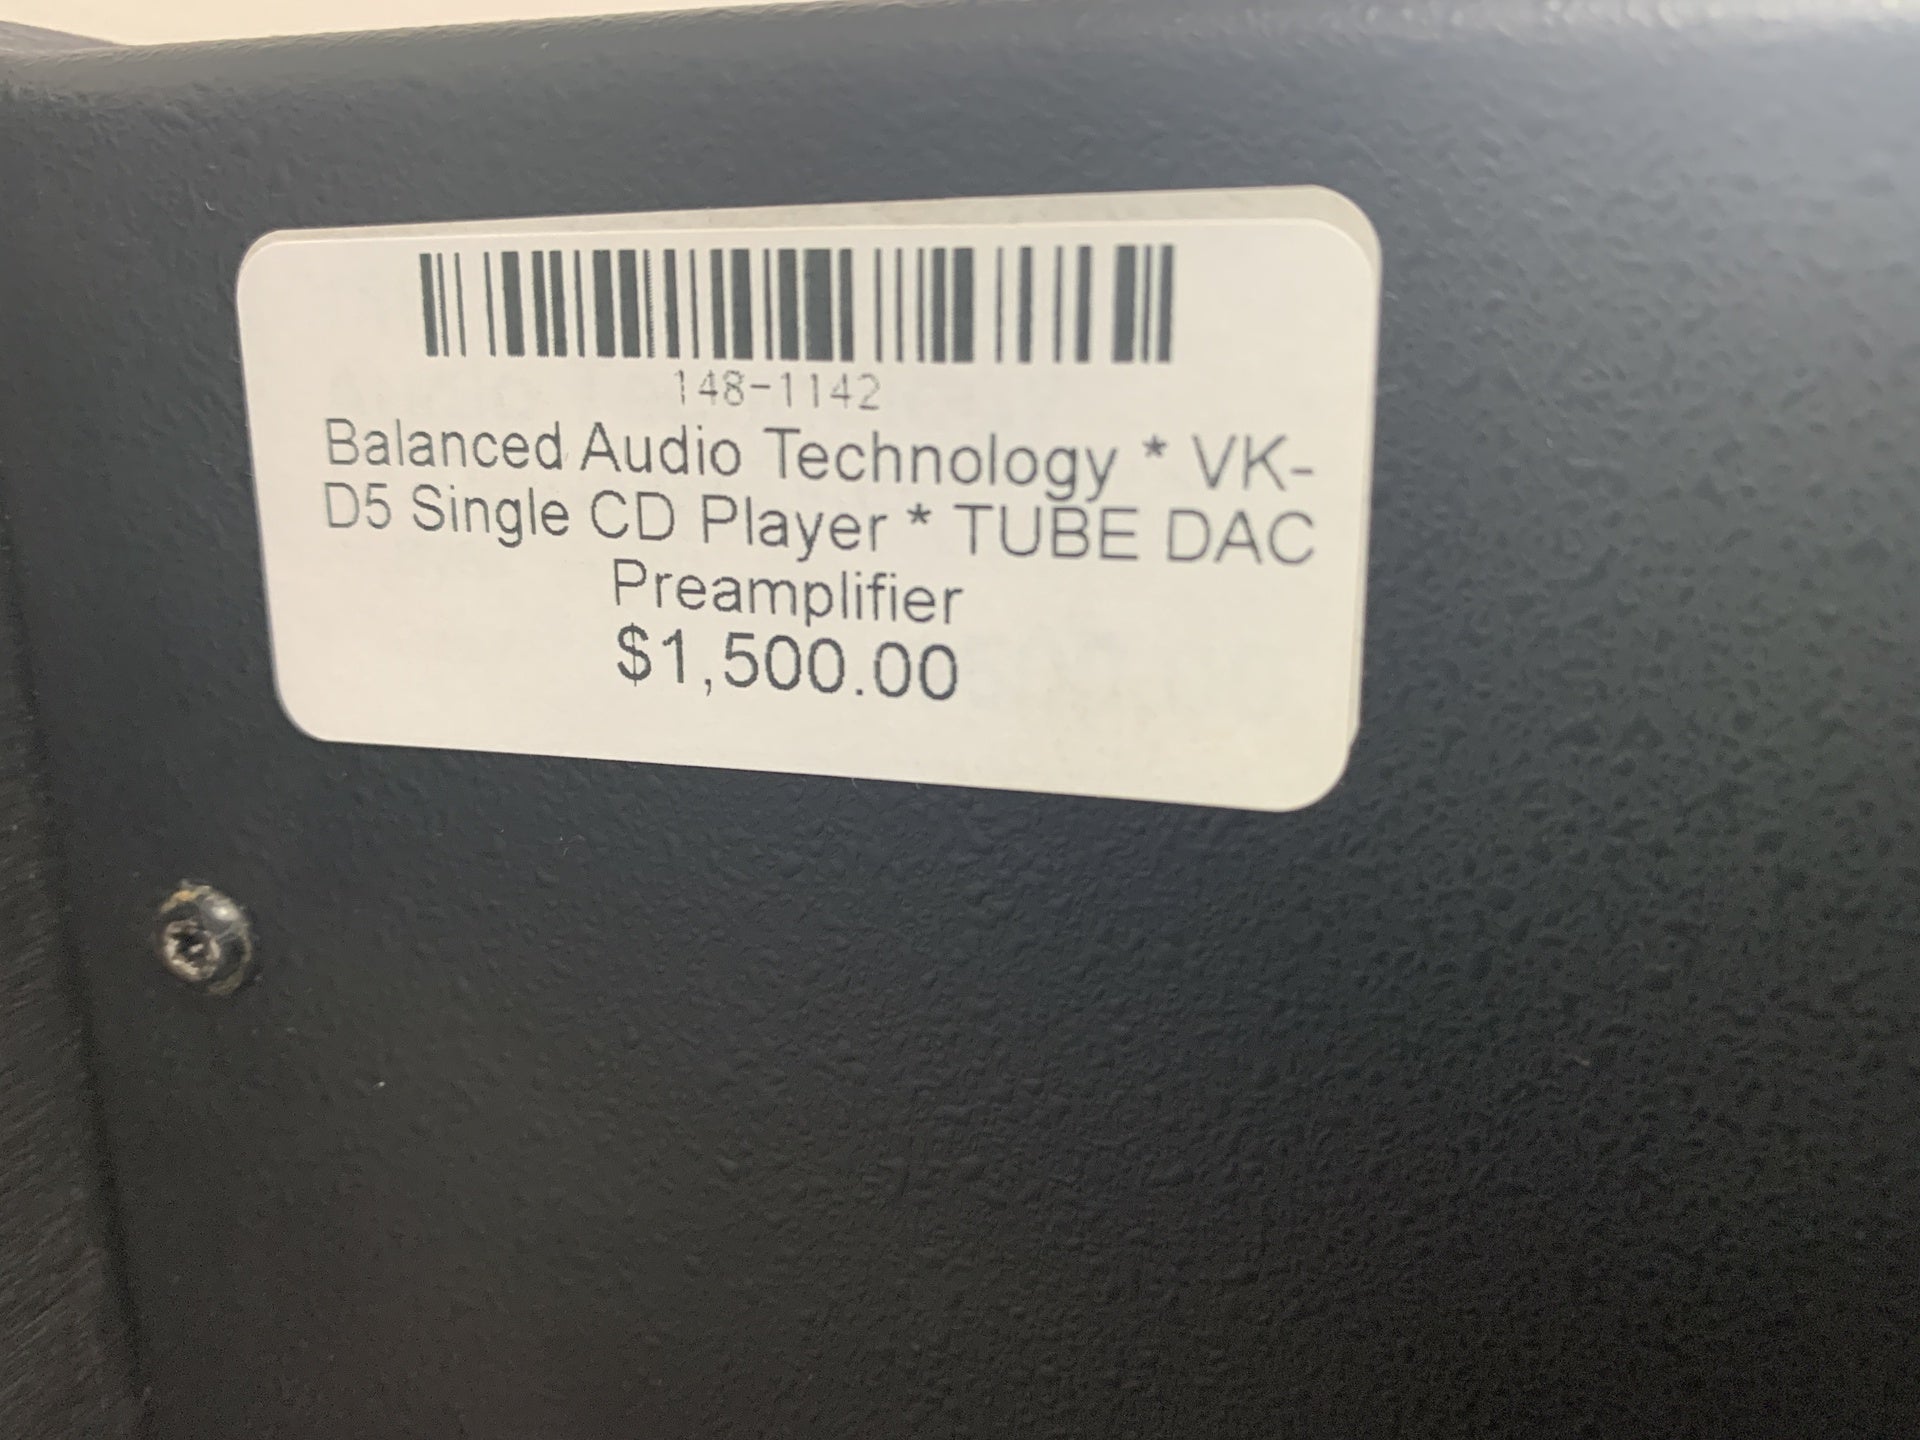 148-1142
Balanced Audio Technology * VK-
D5 Single CD Player * TUBE DAC
Preamplifier
$1,500.00